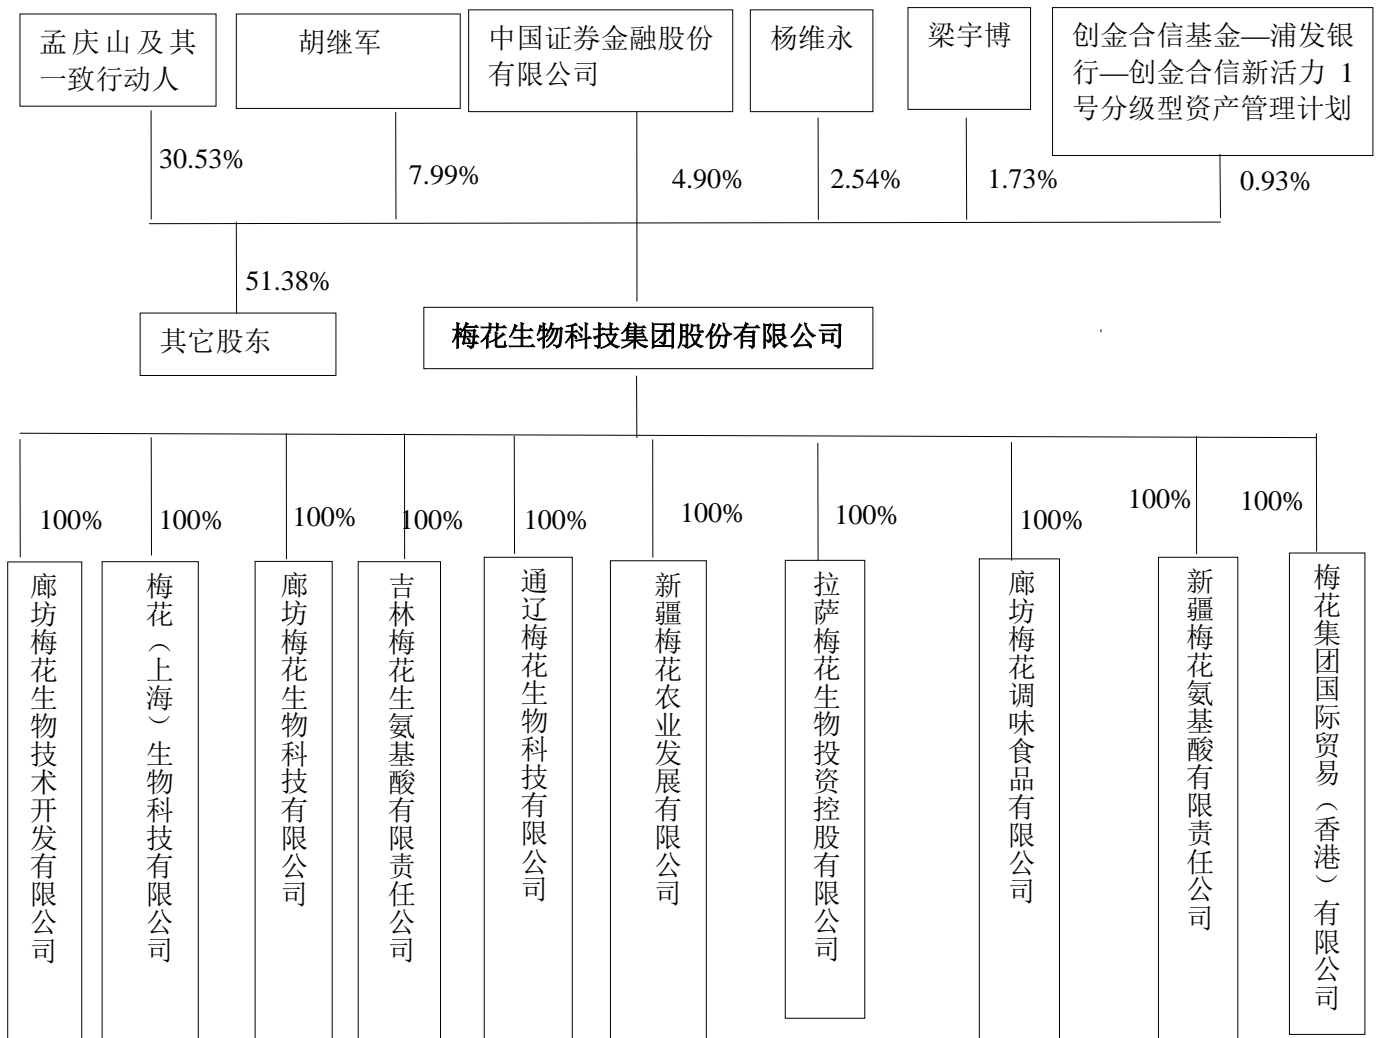 孟庆山及其
一致行动人
胡继军
中国证券金融股份
有限公司
杨维永
梁宇博
创金合信基金—浦发银
行—创金合信新活力 1
号分级型资产管理计划
30.53%
7.99%
4.90%
2.54%
1.73%
0.93%
51.38%
其它股东
梅花生物科技集团股份有限公司
100%
100%
100%
100%
100%
100%
100%
100%
100%
100%
廊坊梅花生物技术开发有限公司
梅花（上海）生物科技有限公司
廊坊梅花生物科技有限公司
吉林梅花生氨基酸有限责任公司
通辽梅花生物科技有限公司
新疆梅花农业发展有限公司
拉萨梅花生物投资控股有限公司
廊坊梅花调味食品有限公司
新疆梅花氨基酸有限责任公司
梅花集团国际贸易（香港）有限公司